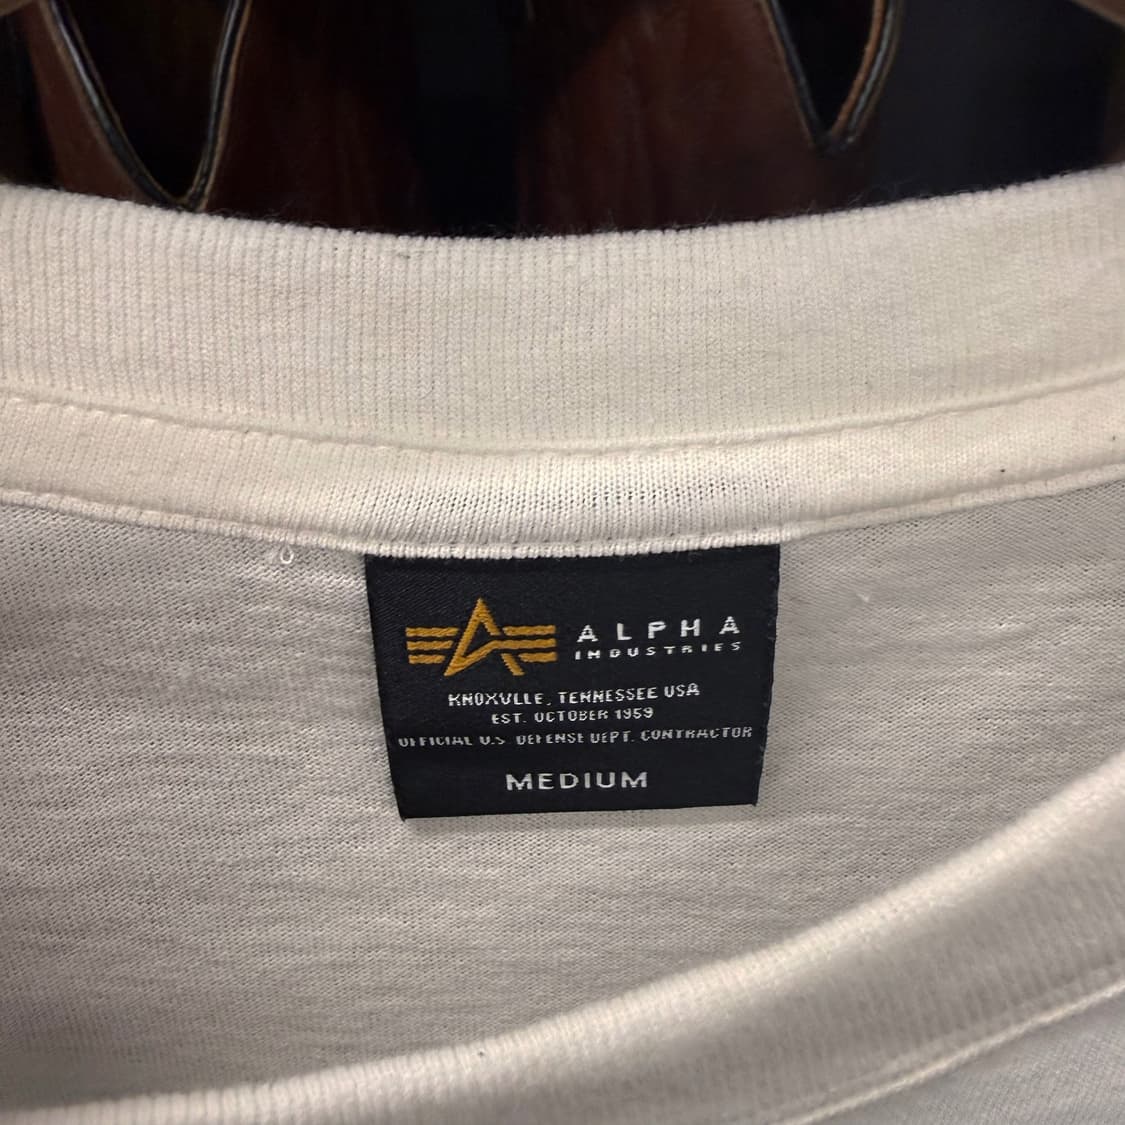 ALPHA
INDUSTRIES
KNOXVLLE, TENNESSEE USA
EST. OCTOBER 1959
OFFICIAL U.S. DEFENSE DEPT. CONTRACTOR
MEDIUM